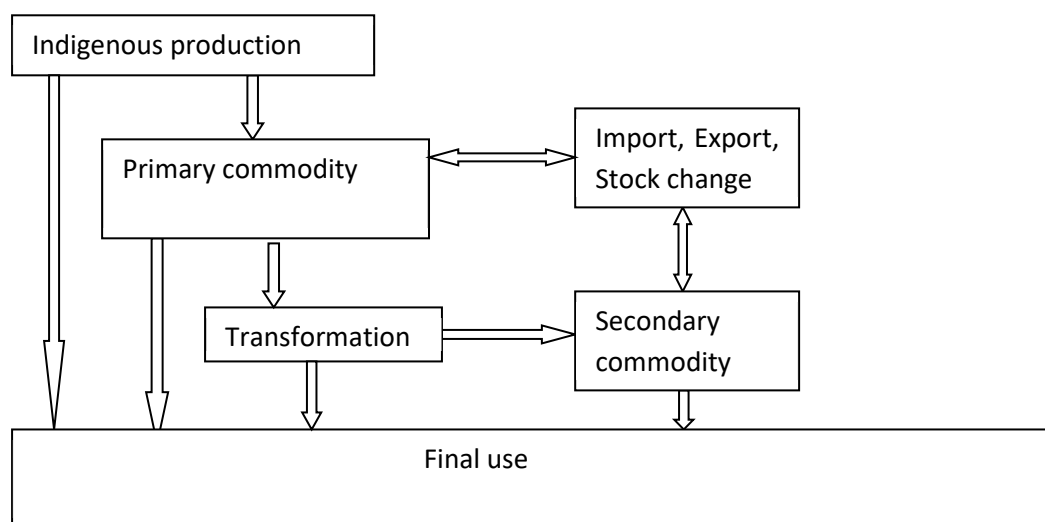 Indigenous production
Primary commodity
Import, Export,
Stock change
Transformation
Secondary
commodity
Final use